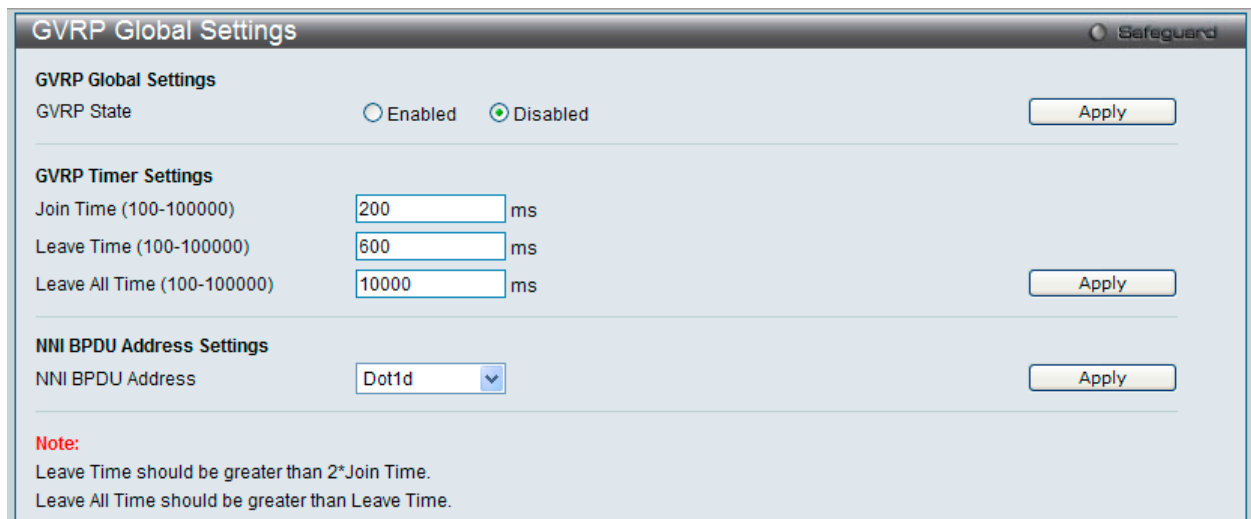 GVRP Global Settings Safeguard
GVRP Global Settings
GVRP State Enabled Disabled Apply
GVRP Timer Settings
Join Time (100-100000) 200 ms
Leave Time (100-100000) 600 ms
Leave All Time (100-100000) 10000 ms Apply
NNI BPDU Address Settings
NNI BPDU Address Dot1d Apply
Note:
Leave Time should be greater than 2*Join Time.
Leave All Time should be greater than Leave Time.